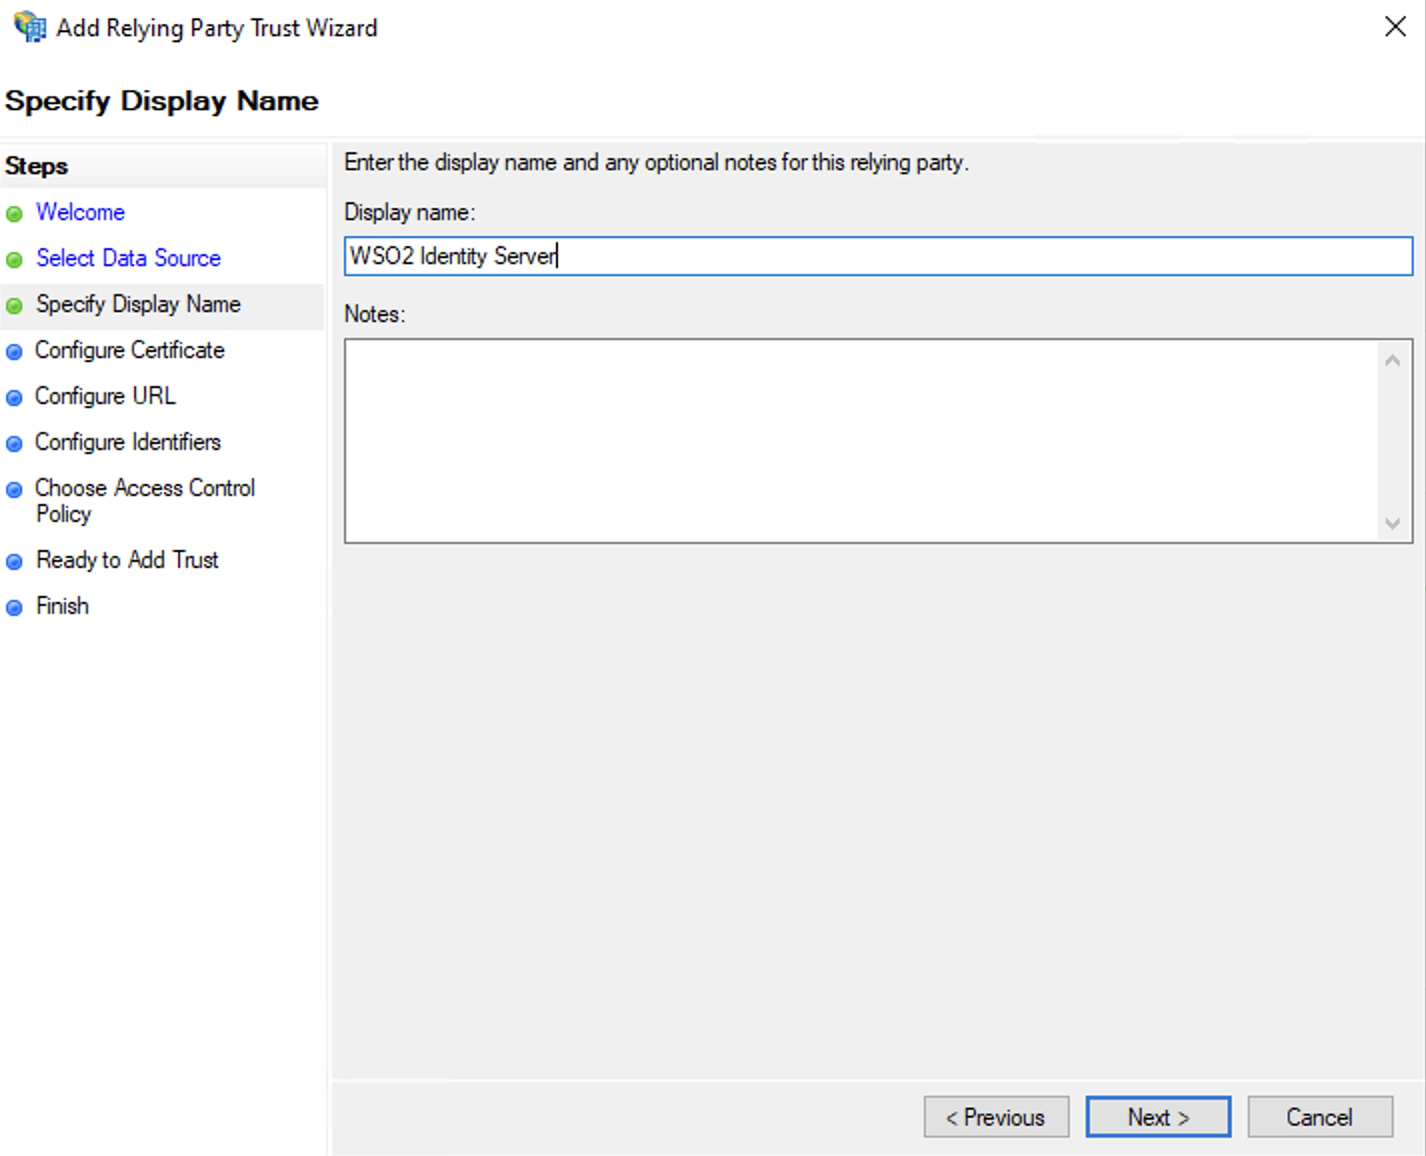 Add Relying Party Trust Wizard
Specify Display Name
Steps
Welcome
Select Data Source
Specify Display Name
Configure Certificate
Configure URL
Configure Identifiers
Choose Access Control
Policy
Ready to Add Trust
Finish
Enter the display name and any optional notes for this relying party.
Display name:
WSO2 Identity Server
Notes:
< Previous
Next >
Cancel